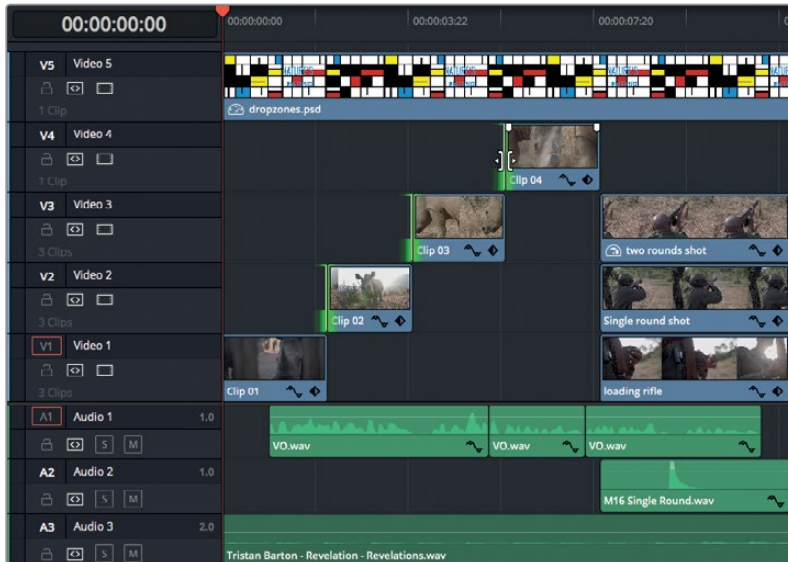 00:00:00:00
00:00:00:00 00:00:03:22 00:00:07:20
V5 Video 5
1 Clip
dropzones.psd
V4 Video 4
1 Clip
Clip 04
V3 Video 3
3 Clips
Clip 03 two rounds shot
V2 Video 2
3 Clips
Clip 02 Single round shot
V1 Video 1
3 Clips
Clip 01 loading rifle
A1 Audio 1 1.0
S M
VO.wav VO.wav VO.wav
A2 Audio 2 1.0
S M
M16 Single Round.wav
A3 Audio 3 2.0
S M
Tristan Barton - Revelation - Revelations.wav